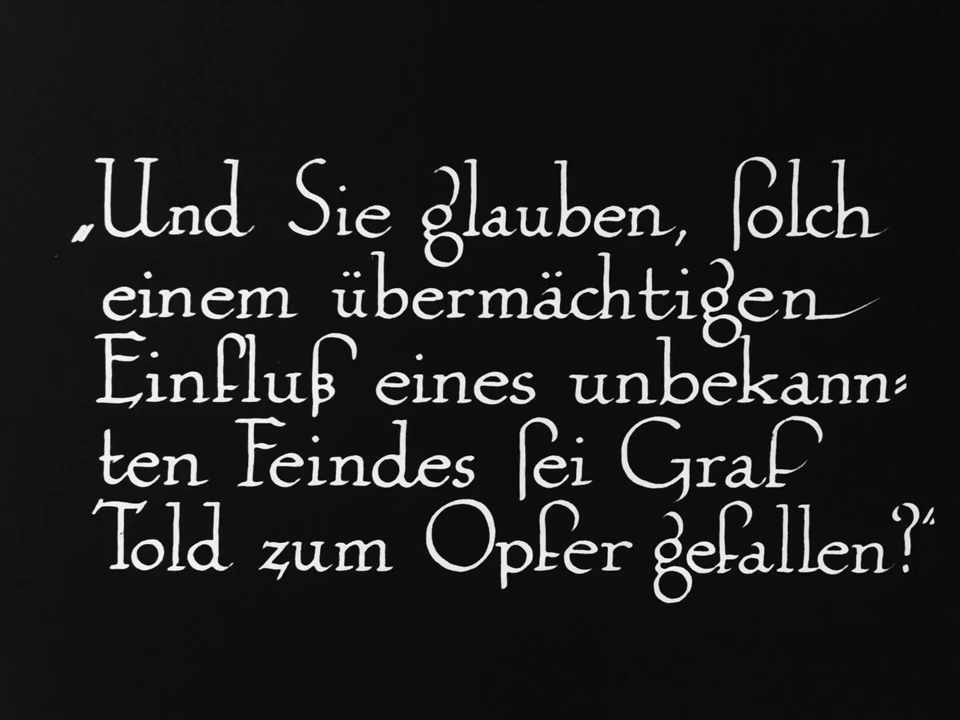 „Und Sie glauben, ſolch
einem übermächtigen
Einfluß eines unbekann=
ten Feindes ſei Graf
Told zum Opfer gefallen?“